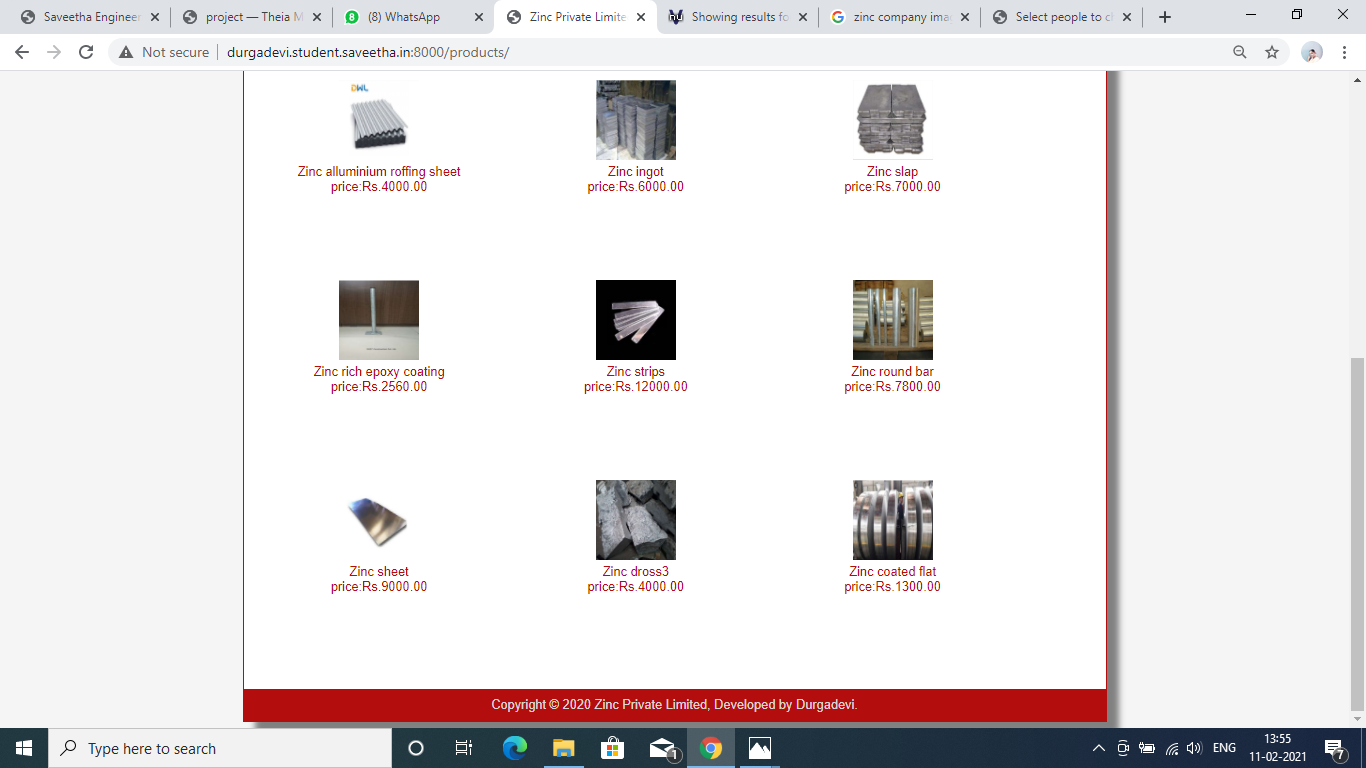 Saveetha Engineer
project — Theia M
(8) WhatsApp
Zinc Private Limite
Showing results fo
zinc company ima
Select people to c
Not secure
durgadevi.student.saveetha.in:8000/products/
DWL
Zinc alluminium roffing sheet
price:Rs.4000.00
Zinc ingot
price:Rs.6000.00
Zinc slap
price:Rs.7000.00
Zinc rich epoxy coating
price:Rs.2560.00
Zinc strips
price:Rs.12000.00
Zinc round bar
price:Rs.7800.00
Zinc sheet
price:Rs.9000.00
Zinc dross3
price:Rs.4000.00
Zinc coated flat
price:Rs.1300.00
Copyright © 2020 Zinc Private Limited, Developed by Durgadevi.
Type here to search
1
ENG
13:55
11-02-2021
7